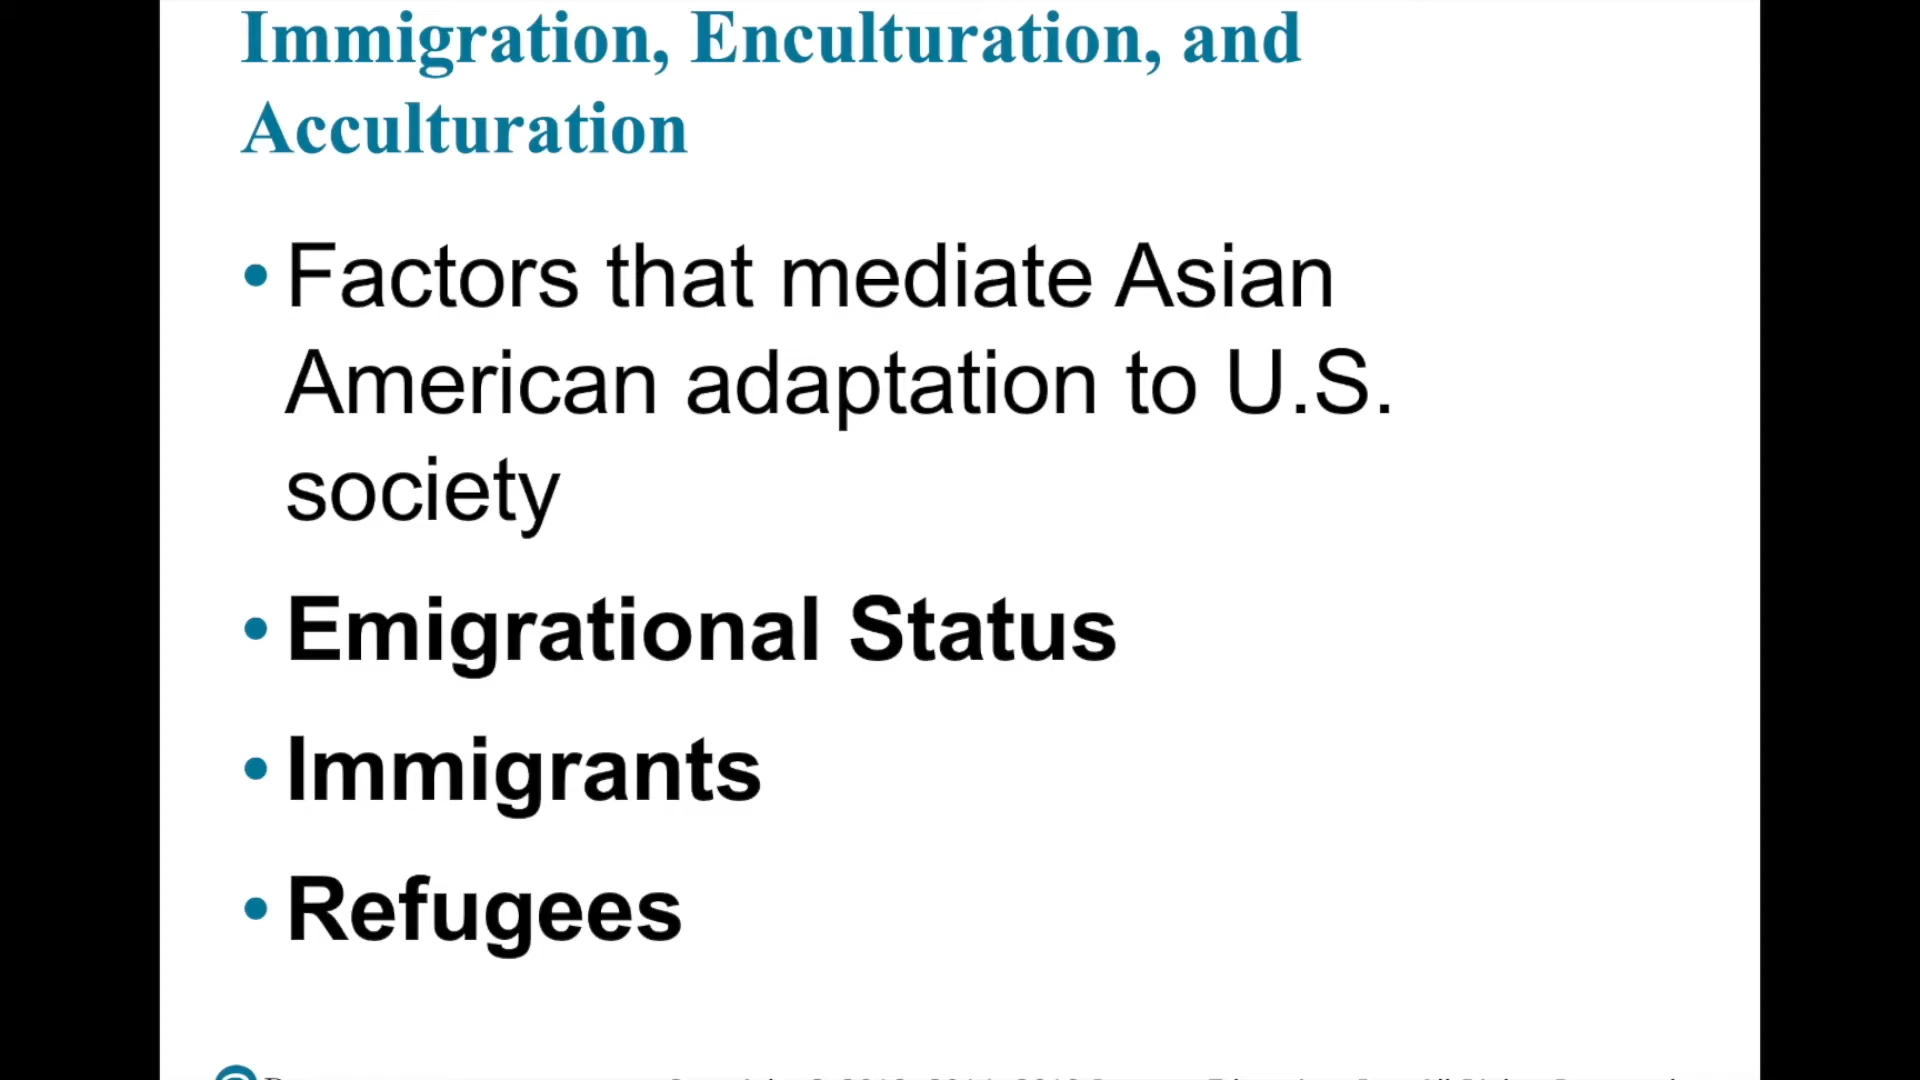 Immigration, Enculturation, and
Acculturation
• Factors that mediate Asian
American adaptation to U.S.
society
• Emigrational Status
• Immigrants
• Refugees